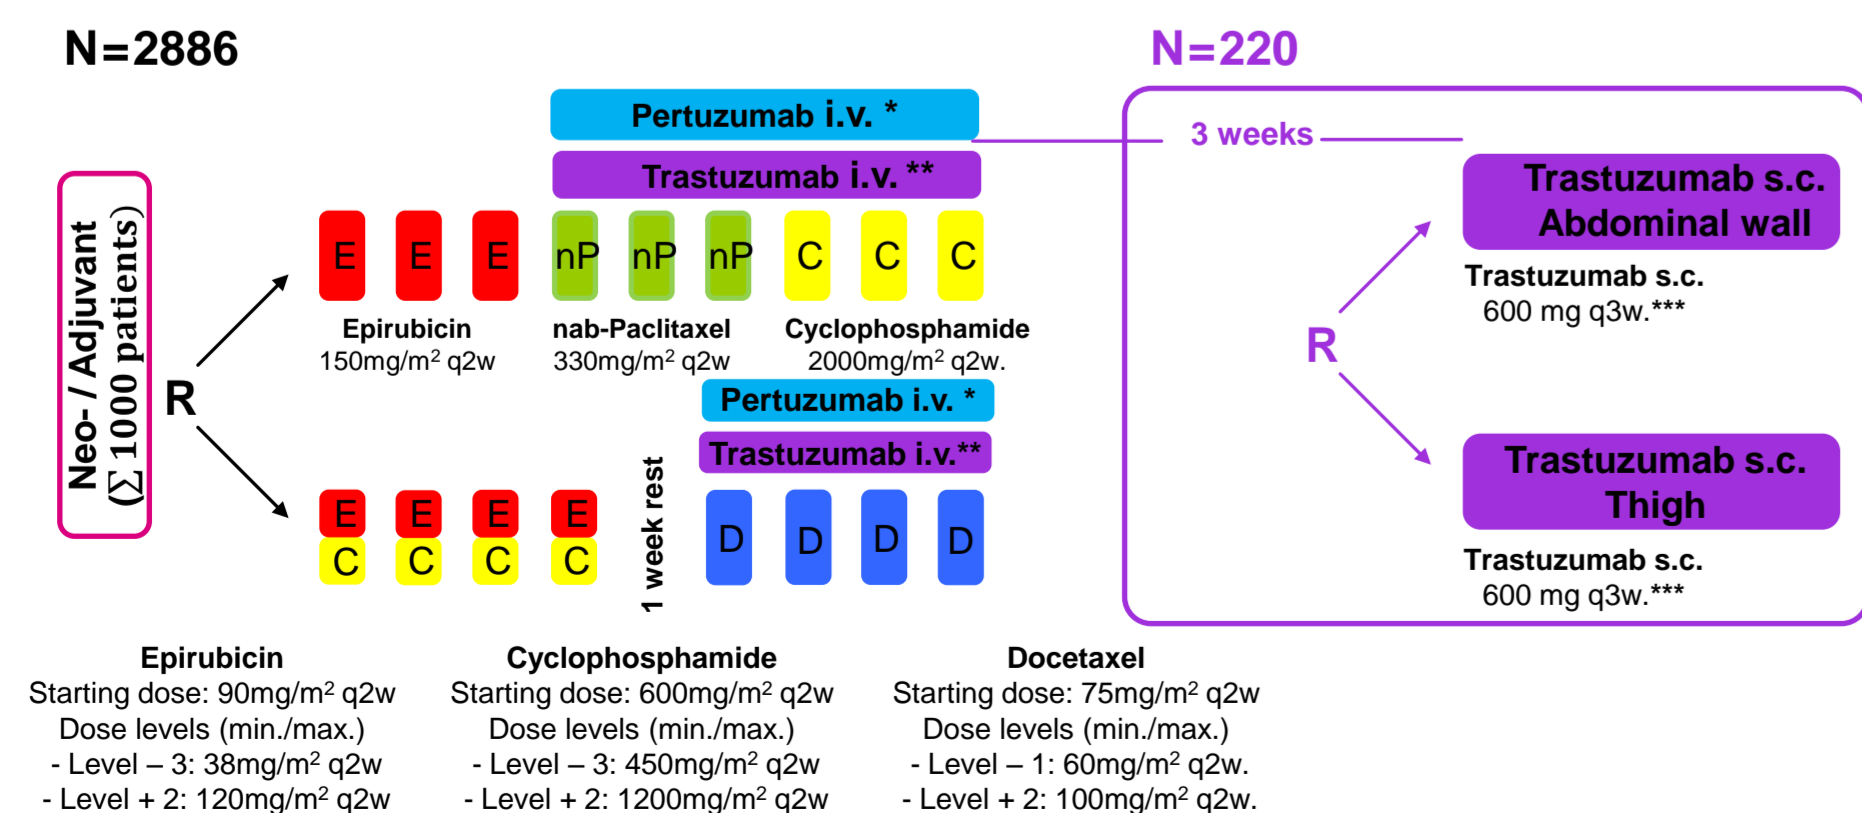 N=2886
N=220
Pertuzumab i.v. *
3 weeks
Trastuzumab i.v. **
Neo- / Adjuvant
(∑ 1000 patients)
R
E E E nP nP nP C C C
Epirubicin
150mg/m² q2w
nab-Paclitaxel
330mg/m² q2w
Cyclophosphamide
2000mg/m² q2w.
Pertuzumab i.v. *
Trastuzumab i.v.**
E E E E
C C C C
1 week rest
D D D D
R
Trastuzumab s.c.
Abdominal wall
Trastuzumab s.c.
600 mg q3w.***
Trastuzumab s.c.
Thigh
Trastuzumab s.c.
600 mg q3w.***
Epirubicin
Starting dose: 90mg/m² q2w
Dose levels (min./max.)
- Level – 3: 38mg/m² q2w
- Level + 2: 120mg/m² q2w
Cyclophosphamide
Starting dose: 600mg/m² q2w
Dose levels (min./max.)
- Level – 3: 450mg/m² q2w
- Level + 2: 1200mg/m² q2w
Docetaxel
Starting dose: 75mg/m² q2w
Dose levels (min./max.)
- Level – 1: 60mg/m² q2w.
- Level + 2: 100mg/m² q2w.